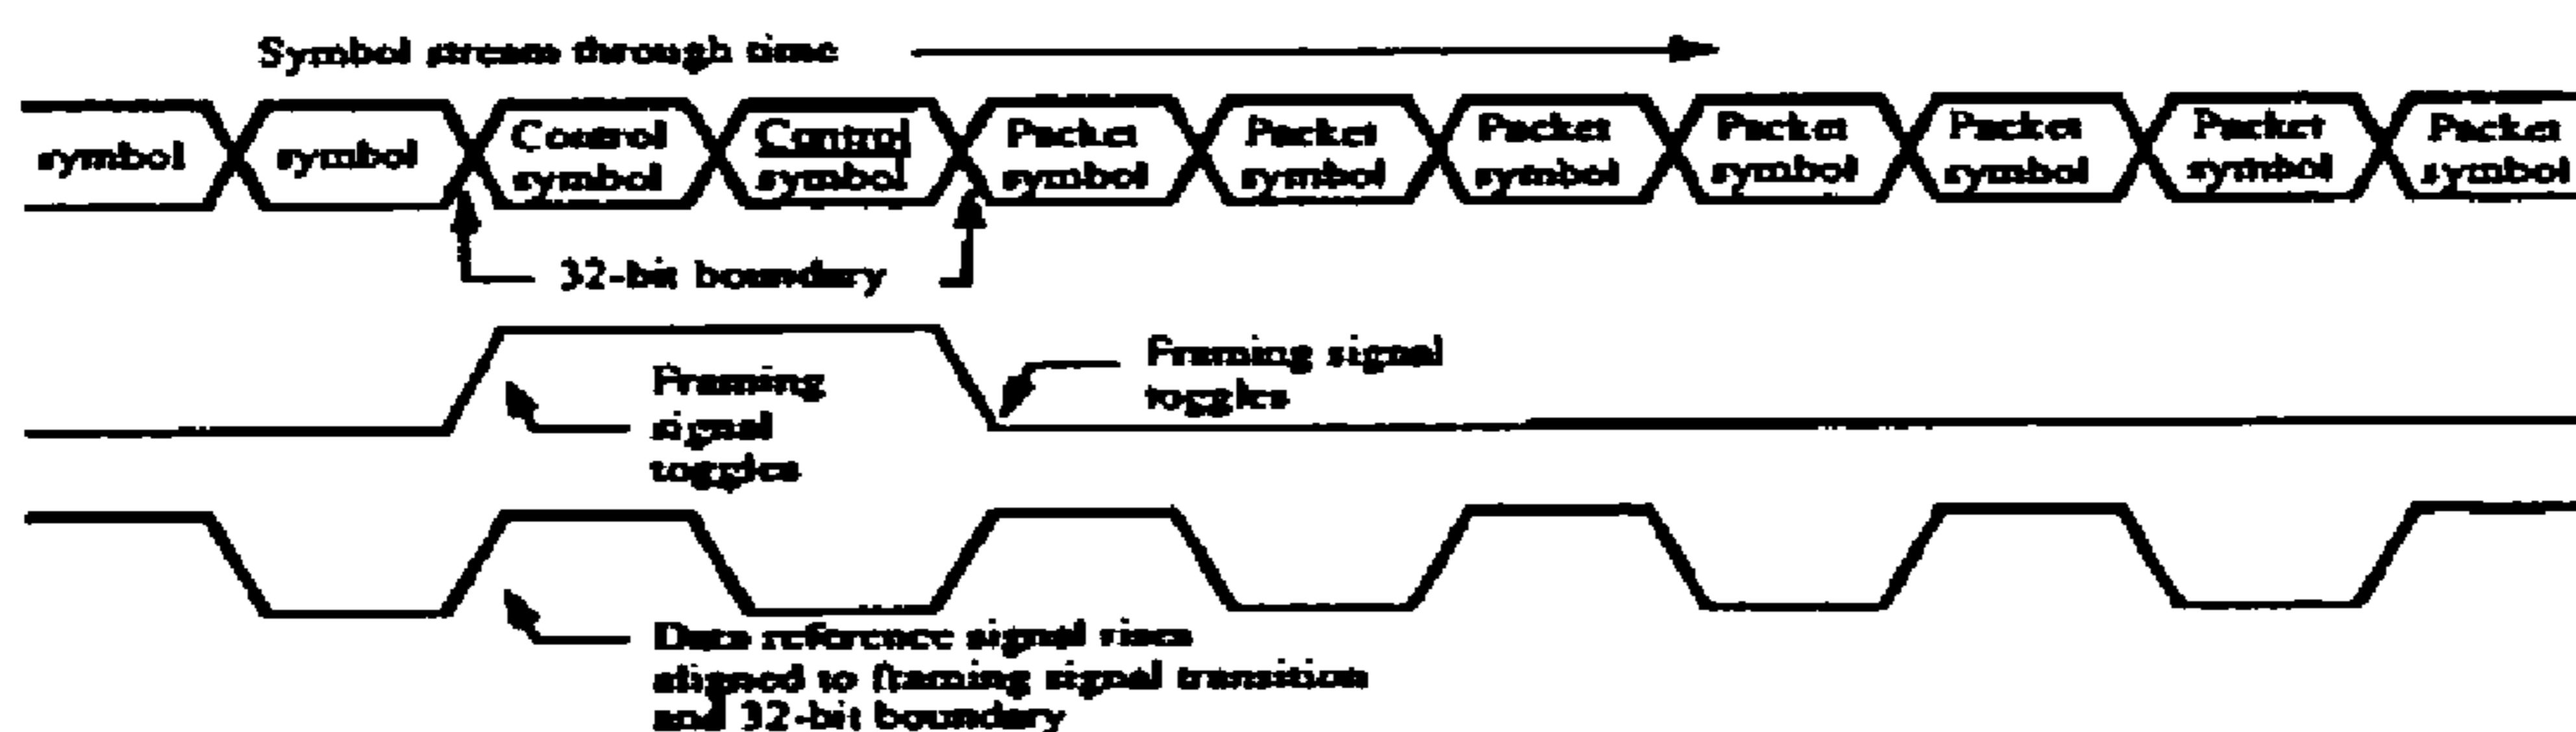 Symbol stream through time
symbol symbol Control symbol Control symbol Packet symbol Packet symbol Packet symbol Packet symbol Packet symbol Packet symbol Packet symbol
32-bit boundary
Framing signal toggles
Framing signal toggles
Data reference signal rises
aligned to framing signal transition
and 32-bit boundary